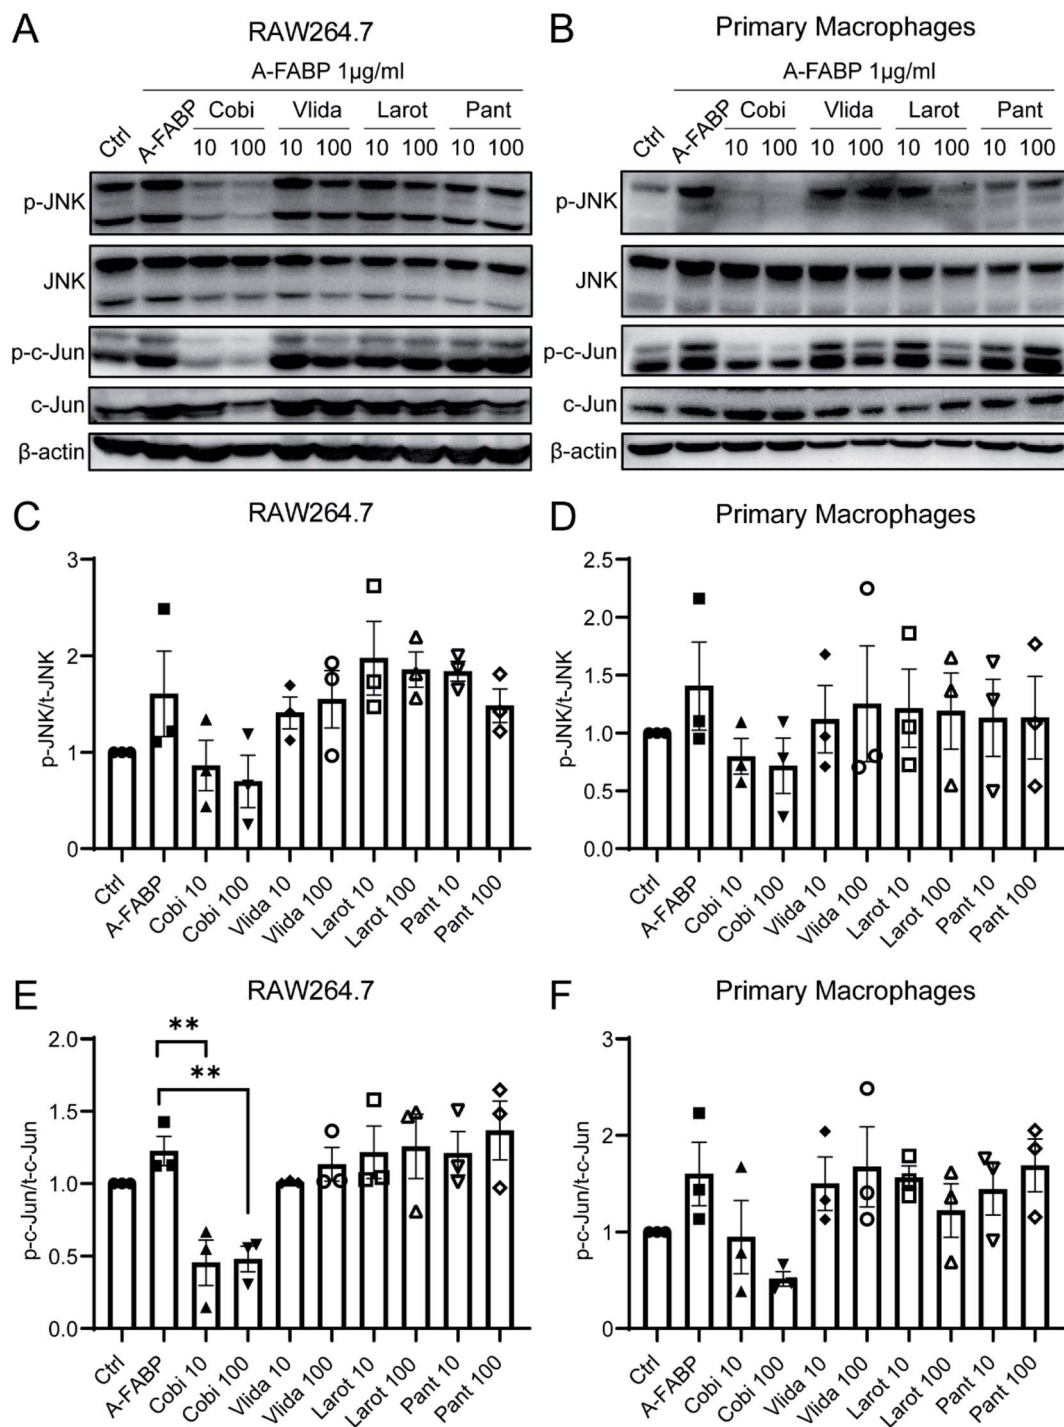 A RAW264.7
A-FABP 1µg/ml
Ctrl A-FABP Cobi Vlida Larot Pant
10 100 10 100 10 100 10 100
p-JNK
JNK
p-c-Jun
c-Jun
β-actin
B Primary Macrophages
A-FABP 1µg/ml
Ctrl A-FABP Cobi Vlida Larot Pant
10 100 10 100 10 100 10 100
p-JNK
JNK
p-c-Jun
c-Jun
β-actin
C RAW264.7
p-JNK/t-JNK
3
2
1
0
Ctrl A-FABP Cobi 10 Cobi 100 Vlida 10 Vlida 100 Larot 10 Larot 100 Pant 10 Pant 100
D Primary Macrophages
p-JNK/t-JNK
2.5
2.0
1.5
1.0
0.5
0.0
Ctrl A-FABP Cobi 10 Cobi 100 Vlida 10 Vlida 100 Larot 10 Larot 100 Pant 10 Pant 100
E RAW264.7
p-c-Jun/t-c-Jun
2.0
1.5
1.0
0.5
0.0
**
**
Ctrl A-FABP Cobi 10 Cobi 100 Vlida 10 Vlida 100 Larot 10 Larot 100 Pant 10 Pant 100
F Primary Macrophages
p-c-Jun/t-c-Jun
3
2
1
0
Ctrl A-FABP Cobi 10 Cobi 100 Vlida 10 Vlida 100 Larot 10 Larot 100 Pant 10 Pant 100